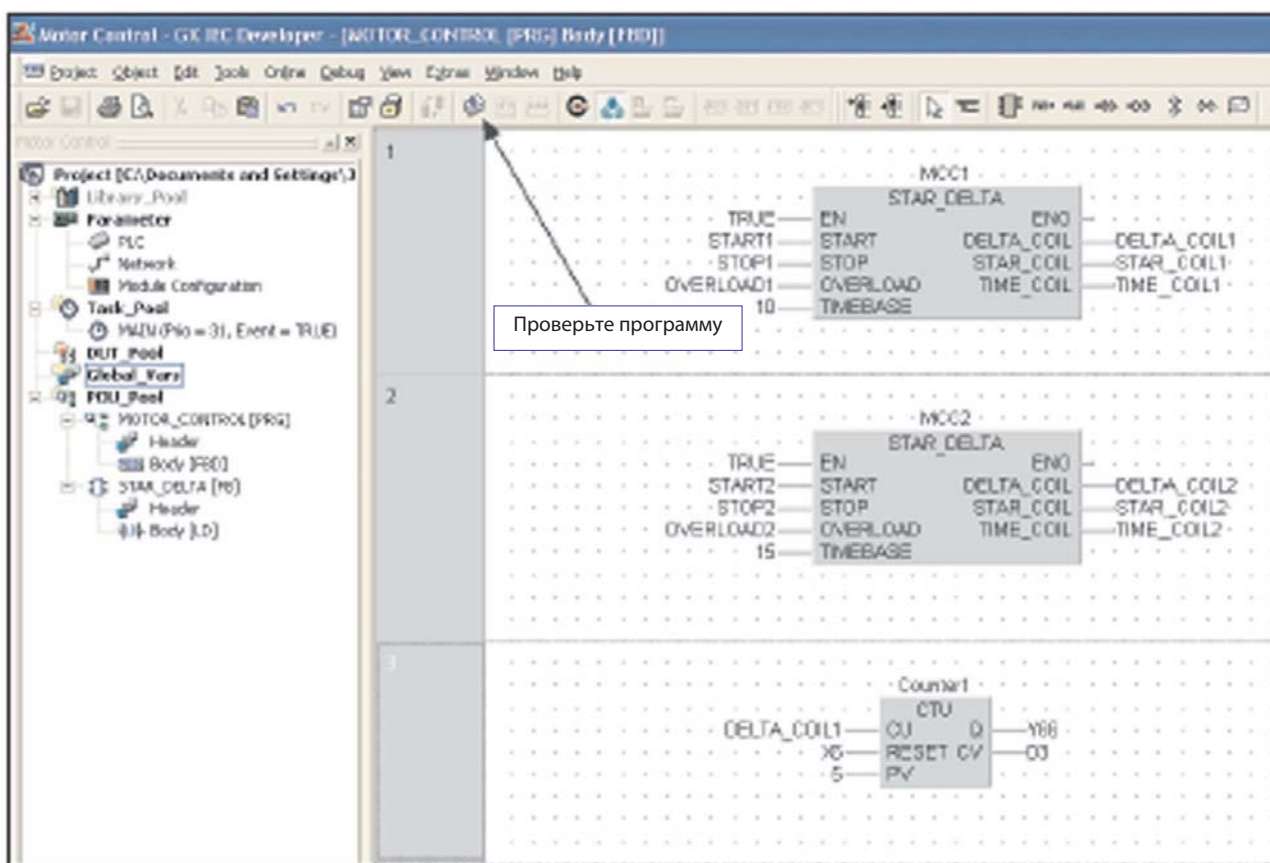 Motor Control - GX IEC Developer - [MOTOR_CONTROL [PRG] Body [FBD]]
Project Object Edit Tools Online Debug View Extras Window Help
Motor Control
Project [C:\Documents and Settings\J
Library_Pool
Parameter
PLC
Network
Module Configuration
Task_Pool
MAIN (Prio = 31, Event = TRUE)
DUT_Pool
Global_Vars
POU_Pool
MOTOR_CONTROL [PRG]
Header
Body [FBD]
STAR_DELTA [FB]
Header
Body [LD]
Проверьте программу
1
MCC1
STAR_DELTA
TRUE EN ENO
START1 START DELTA_COIL DELTA_COIL1
STOP1 STOP STAR_COIL STAR_COIL1
OVERLOAD1 OVERLOAD TIME_COIL TIME_COIL1
10 TIMEBASE
2
MCC2
STAR_DELTA
TRUE EN ENO
START2 START DELTA_COIL DELTA_COIL2
STOP2 STOP STAR_COIL STAR_COIL2
OVERLOAD2 OVERLOAD TIME_COIL TIME_COIL2
15 TIMEBASE
3
Counter1
CTU
DELTA_COIL1 CU Q
RESET CV
5 PV